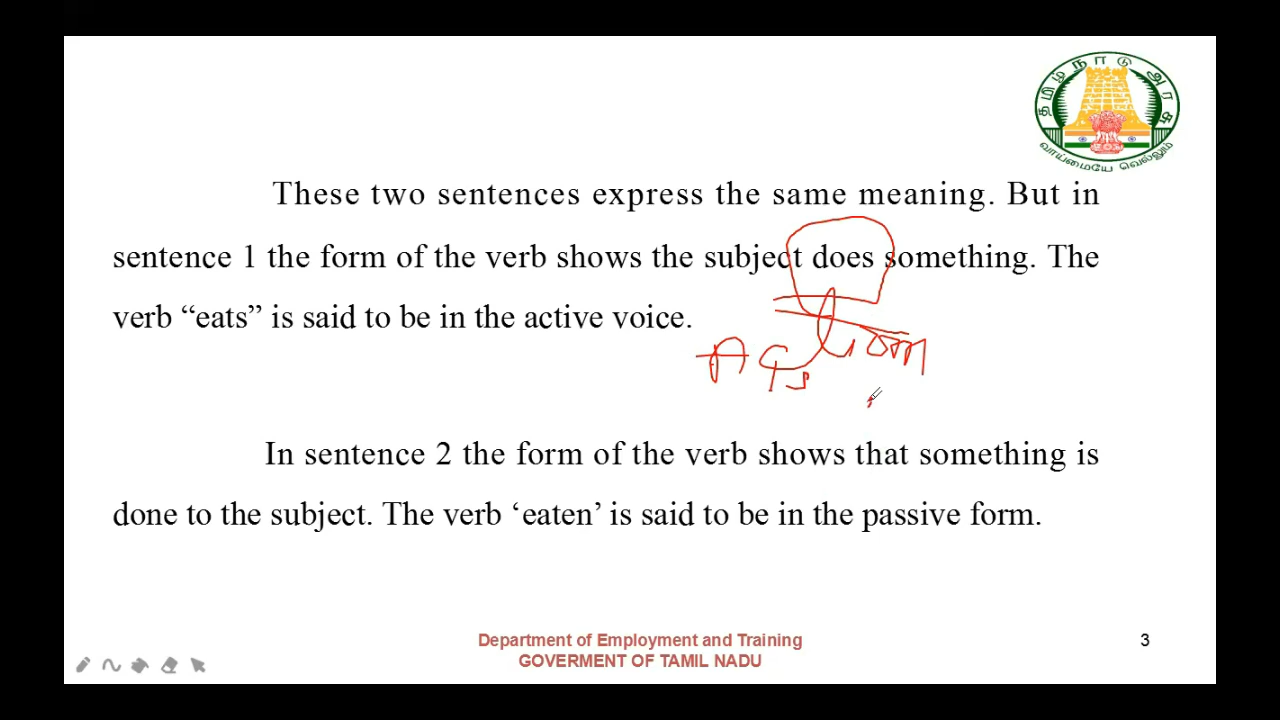 தமிழ்நாடு அரசு
வாய்மையே வெல்லும்
These two sentences express the same meaning. But in
sentence 1 the form of the verb shows the subject does something. The
verb “eats” is said to be in the active voice.
In sentence 2 the form of the verb shows that something is
done to the subject. The verb ‘eaten’ is said to be in the passive form.
Department of Employment and Training
GOVERMENT OF TAMIL NADU
3